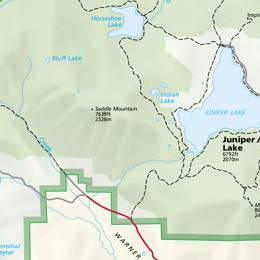 Inspi
Horseshoe
Lake
Bluff Lake
Indian
Lake
Saddle Mountain
7638ft
2328m
JUNIPER LAKE
Juniper
Lake
6792ft
2070m
Creek
M
80
24
WARNER
erminal
eyser